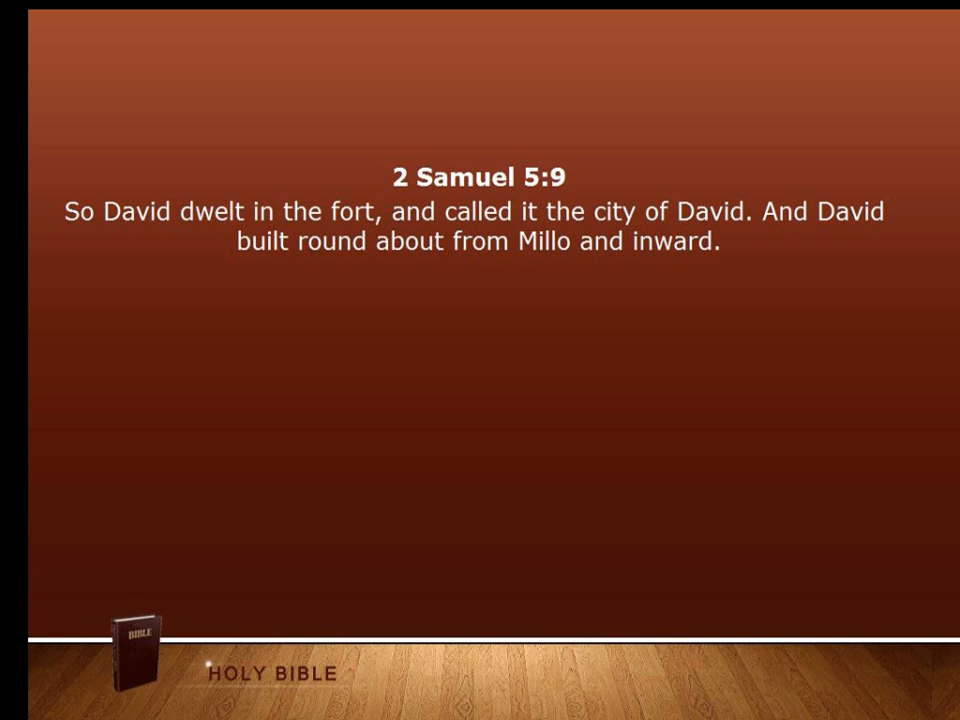 2 Samuel 5:9
So David dwelt in the fort, and called it the city of David. And David
built round about from Millo and inward.
BIBLE
HOLY BIBLE